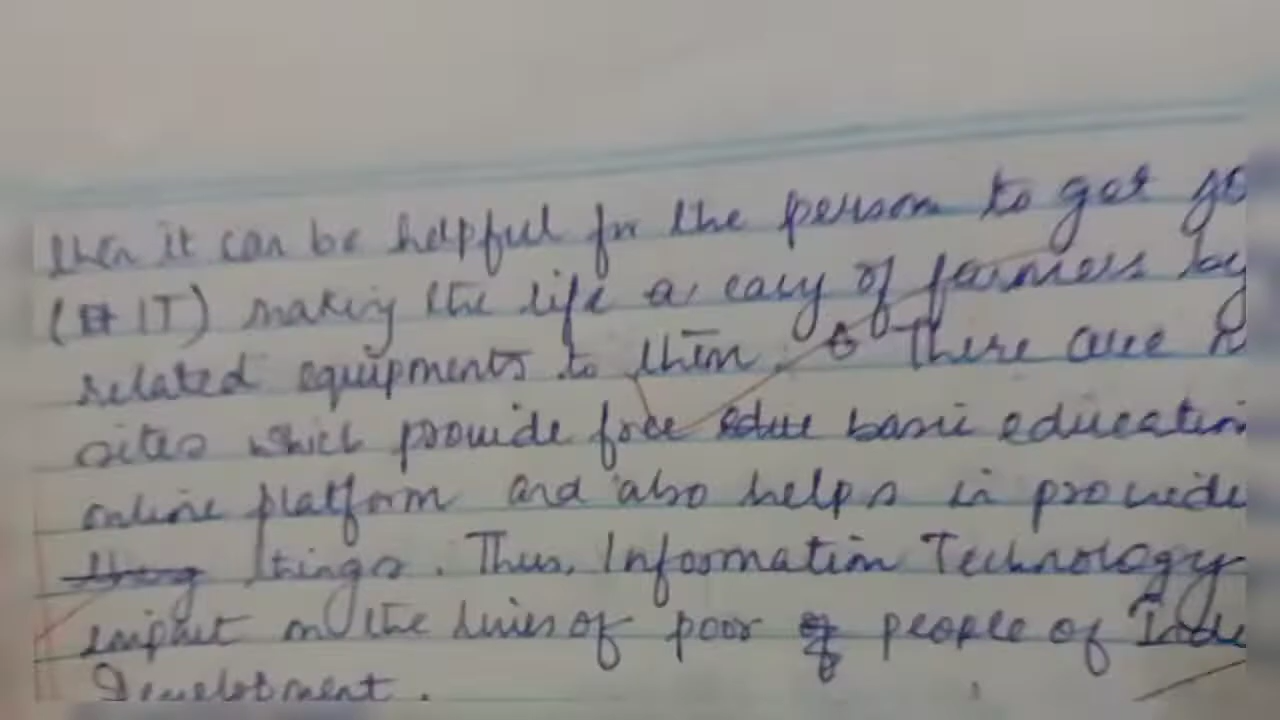 then it can be helpful for the person to get
(IT) making the life easy of farmers by
related equipments to them. There are
sites which provide free basic education
online platform and also helps in provide
things. Thus, Information Technology
impact on the lives of poor people of
Development.